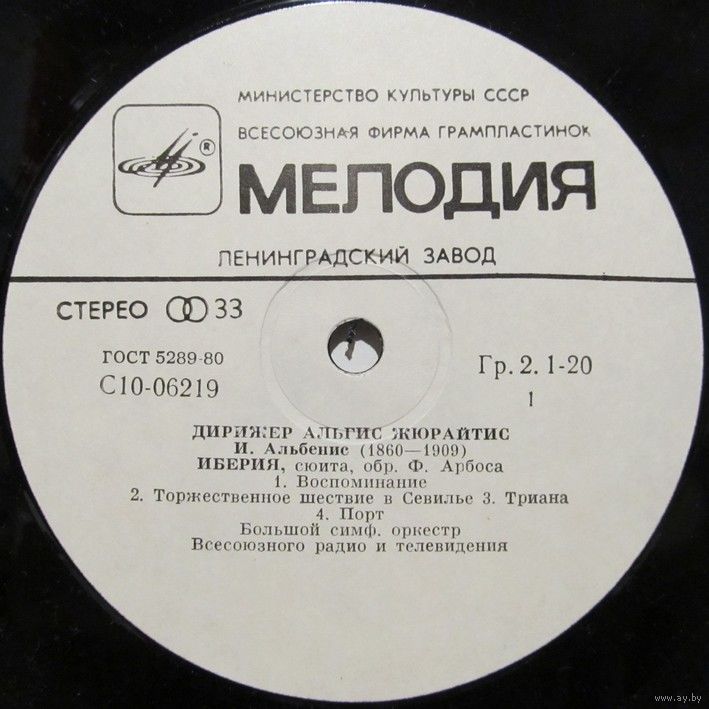 МИНИСТЕРСТВО КУЛЬТУРЫ СССР
ВСЕСОЮЗНАЯ ФИРМА ГРАМПЛАСТИНОК
®
МЕЛОДИЯ
ЛЕНИНГРАДСКИЙ ЗАВОД
СТЕРЕО 33
ГОСТ 5289-80
Гр. 2. 1-20
С10-06219
1
ДИРИЖЕР АЛЬГИС ЖЮРАЙТИС
И. Альбенис (1860—1909)
ИБЕРИЯ, сюита, обр. Ф. Арбоса
1. Воспоминание
2. Торжественное шествие в Севилье 3. Триана
4. Порт
Большой симф. оркестр
Всесоюзного радио и телевидения
www.ay.by